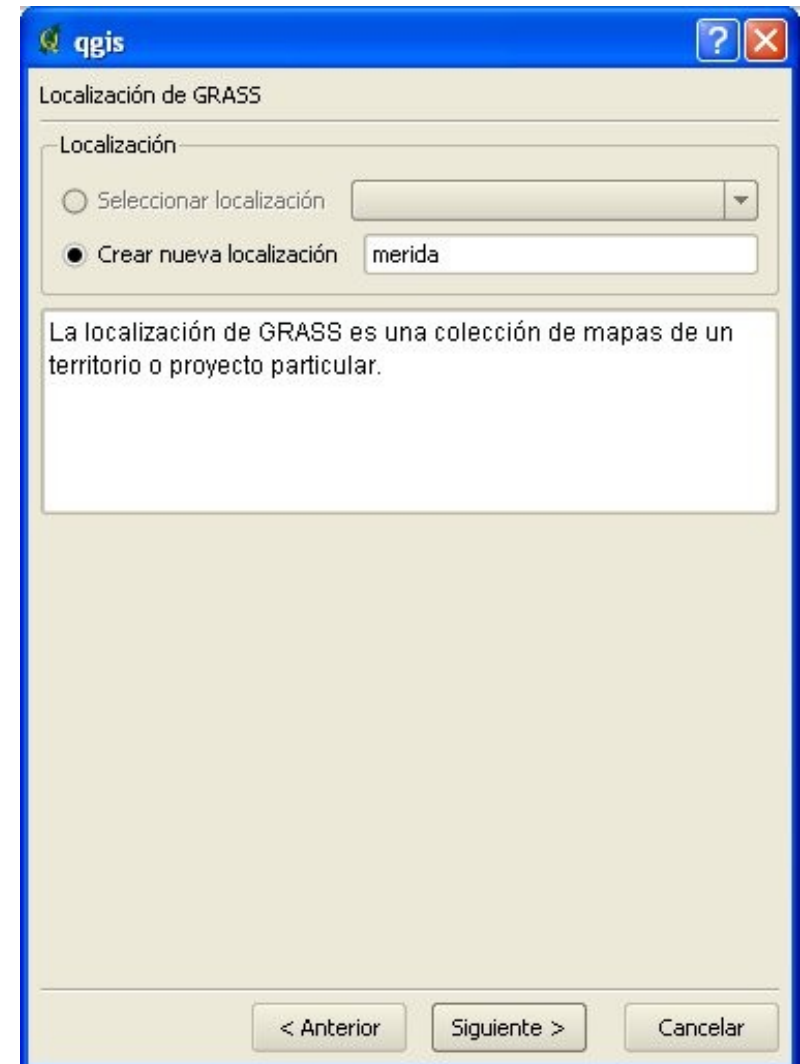 qgis
Localización de GRASS
Localización
Seleccionar localización
Crear nueva localización merida
La localización de GRASS es una colección de mapas de un
territorio o proyecto particular.
< Anterior Siguiente > Cancelar